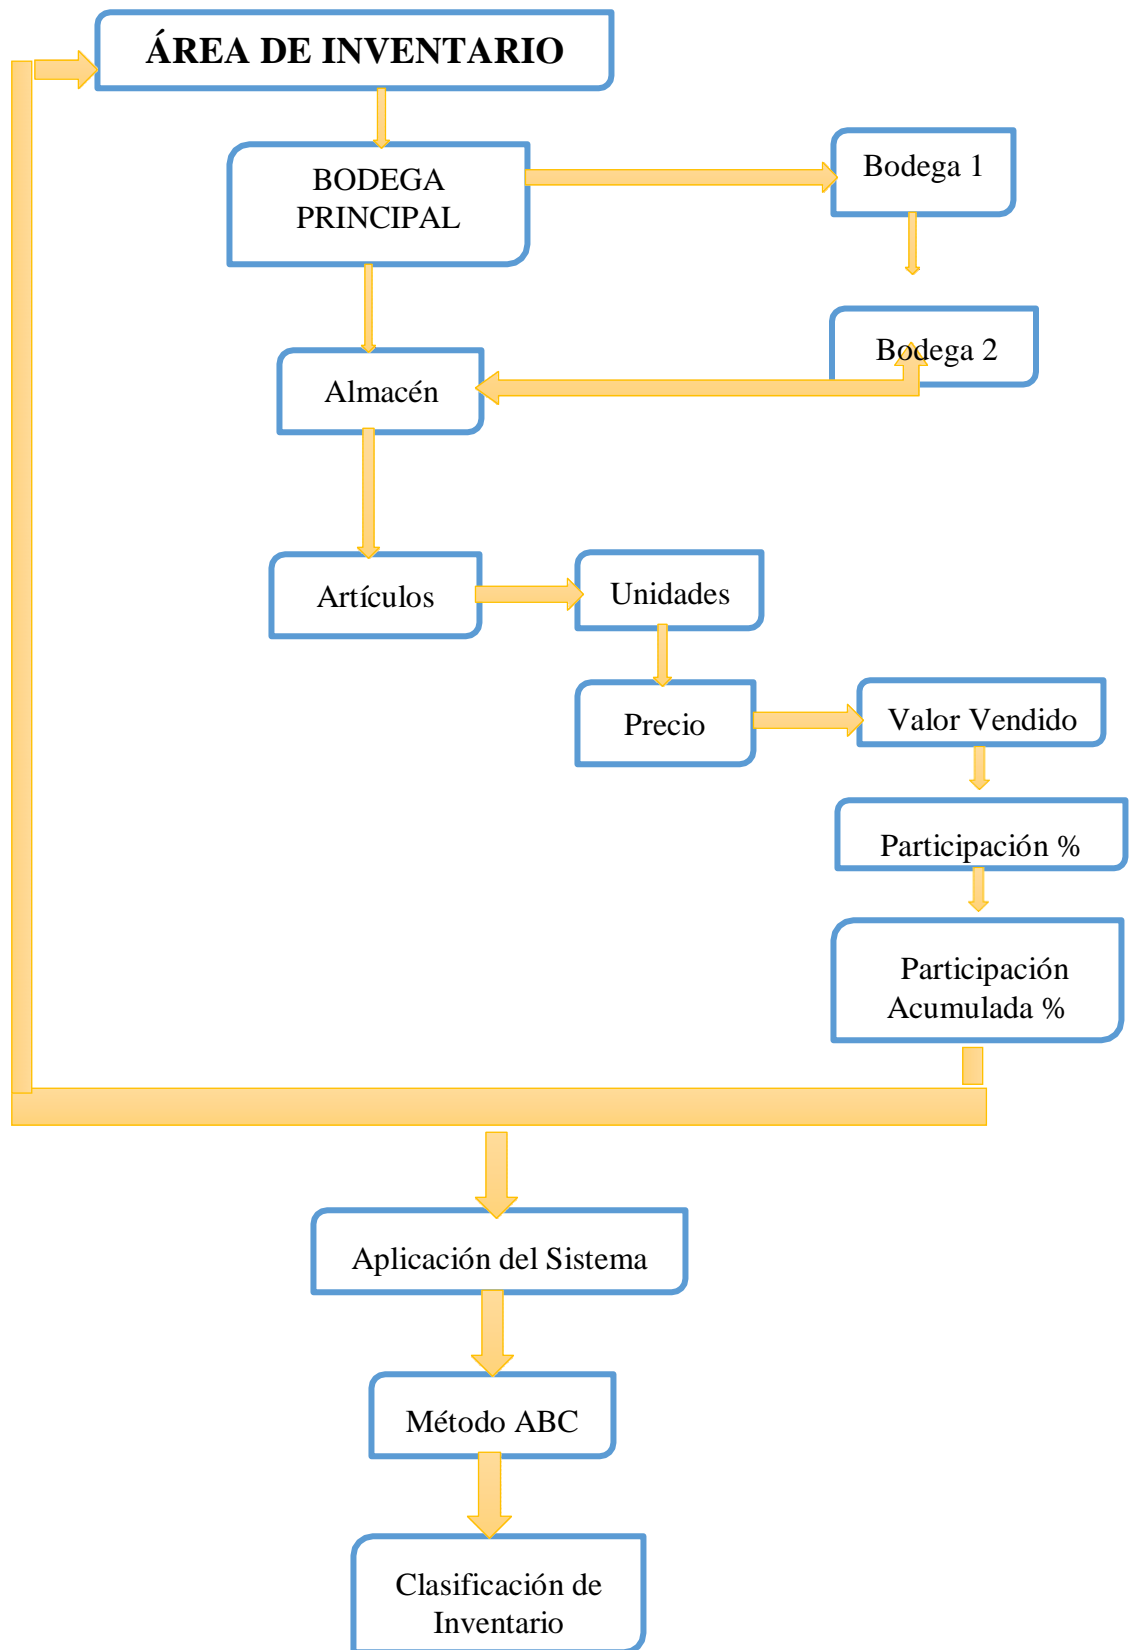 ÁREA DE INVENTARIO
BODEGA
PRINCIPAL
Bodega 1
Bodega 2
Almacén
Artículos
Unidades
Precio
Valor Vendido
Participación %
Participación
Acumulada %
Aplicación del Sistema
Método ABC
Clasificación de
Inventario